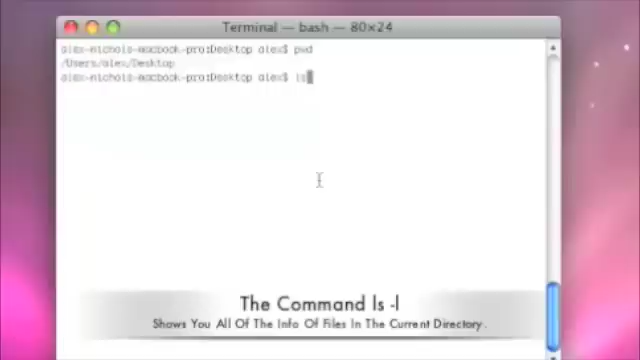 Terminal — bash — 80×24
alex-nichols-macbook-pro:Desktop alex$ pwd
/Users/alex/Desktop
alex-nichols-macbook-pro:Desktop alex$ ls
The Command ls -l
Shows You All Of The Info Of Files In The Current Directory.